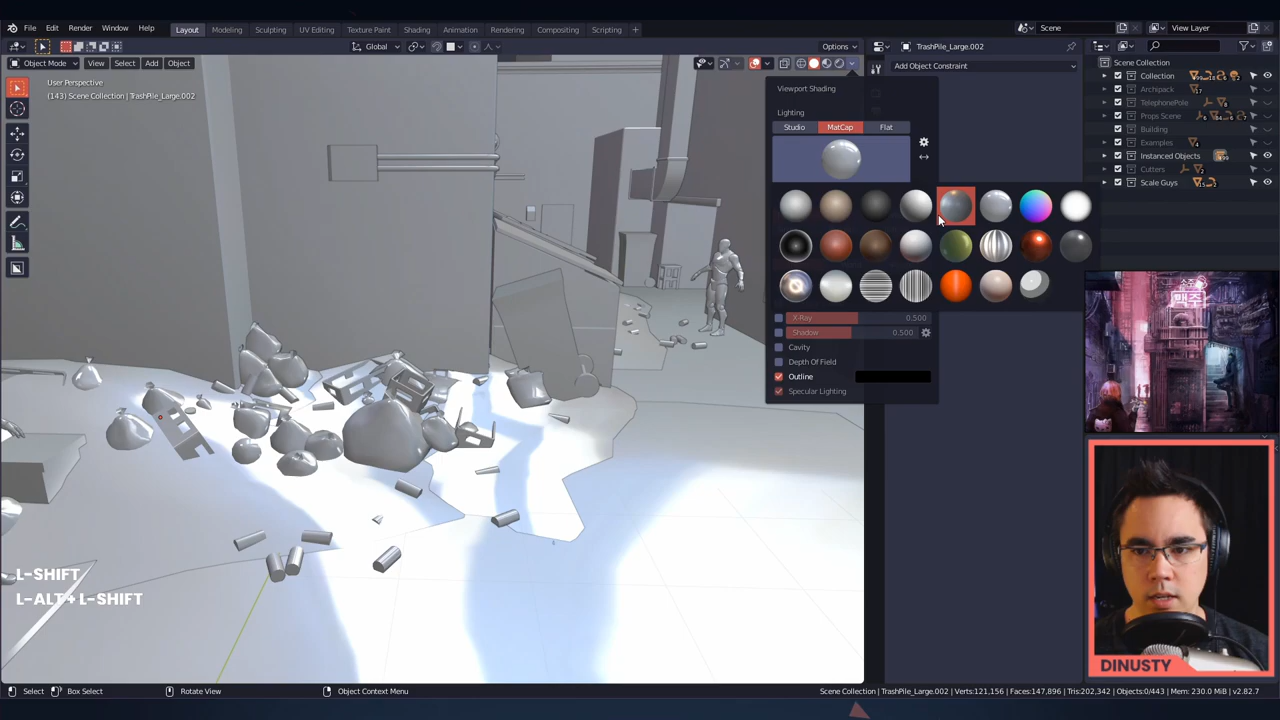 File Edit Render Window Help
Layout Modeling Sculpting UV Editing Texture Paint Shading Animation Rendering Compositing Scripting +
Scene
View Layer
Global
Options
TrashPile_Large.002
Object Mode View Select Add Object
Add Object Constraint
Scene Collection
Collection
Archipack
TelephonePole
Props Scene
Building
Examples
Instanced Objects
Cutters
Scale Guys
User Perspective
(143) Scene Collection | TrashPile_Large.002
Viewport Shading
Lighting
Studio MatCap Flat
X-Ray 0.500
Shadow 0.500
Cavity
Depth Of Field
Outline
Specular Lighting
맥주
L-SHIFT
L-ALT+ L-SHIFT
DINUSTY
Select Box Select Rotate View Object Context Menu
Scene Collection | TrashPile_Large.002 | Verts:121,156 | Faces:147,896 | Tris:202,342 | Objects:0/443 | Mem: 230.0 MiB | v2.82.7